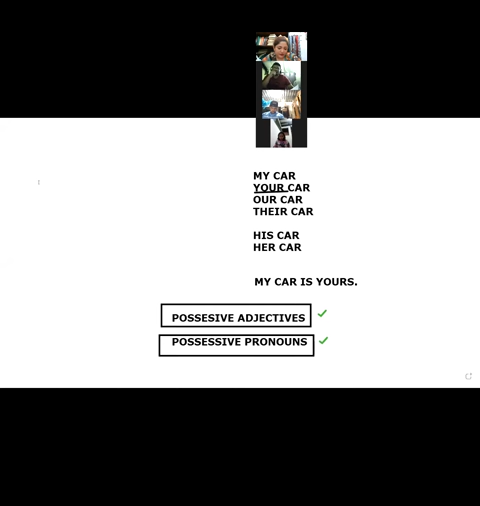 MY CAR
YOUR CAR
OUR CAR
THEIR CAR
HIS CAR
HER CAR
MY CAR IS YOURS.
POSSESIVE ADJECTIVES
POSSESSIVE PRONOUNS